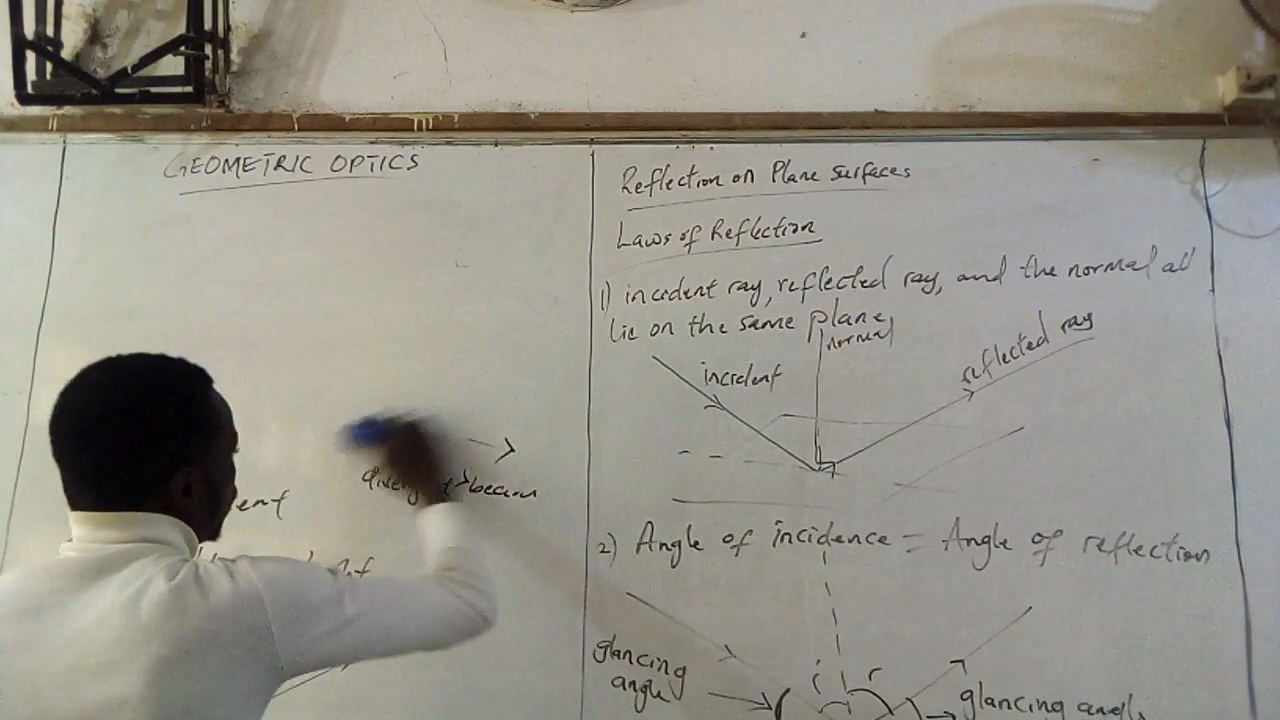 GEOMETRIC OPTICS
beam
Reflection on Plane Surfaces
Laws of Reflection
1) incident ray, reflected ray, and the normal all
lie on the same plane
normal
incident
reflected ray
2) Angle of incidence = Angle of reflection
glancing
angle
i
r
glancing angle